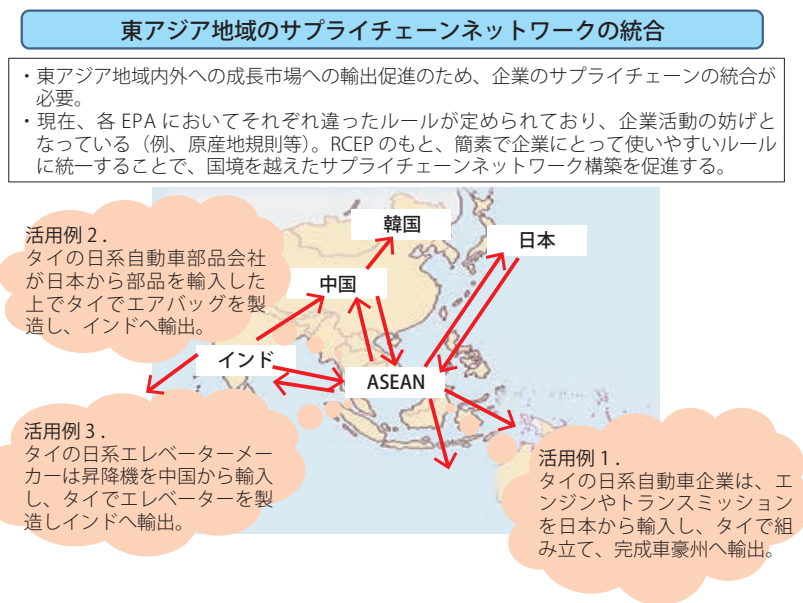 東アジア地域のサプライチェーンネットワークの統合
・東アジア地域内外への成長市場への輸出促進のため、企業のサプライチェーンの統合が
必要。
・現在、各 EPA においてそれぞれ違ったルールが定められており、企業活動の妨げと
なっている（例、原産地規則等）。RCEP のもと、簡素で企業にとって使いやすいルール
に統一することで、国境を越えたサプライチェーンネットワーク構築を促進する。
韓国
日本
活用例 2．
タイの日系自動車部品会社
が日本から部品を輸入した
上でタイでエアバッグを製
造し、インドへ輸出。
中国
インド
ASEAN
活用例 3．
タイの日系エレベーターメー
カーは昇降機を中国から輸入
し、タイでエレベーターを製
造しインドへ輸出。
活用例 1．
タイの日系自動車企業は、エ
ンジンやトランスミッション
を日本から輸入し、タイで組
み立て、完成車豪州へ輸出。